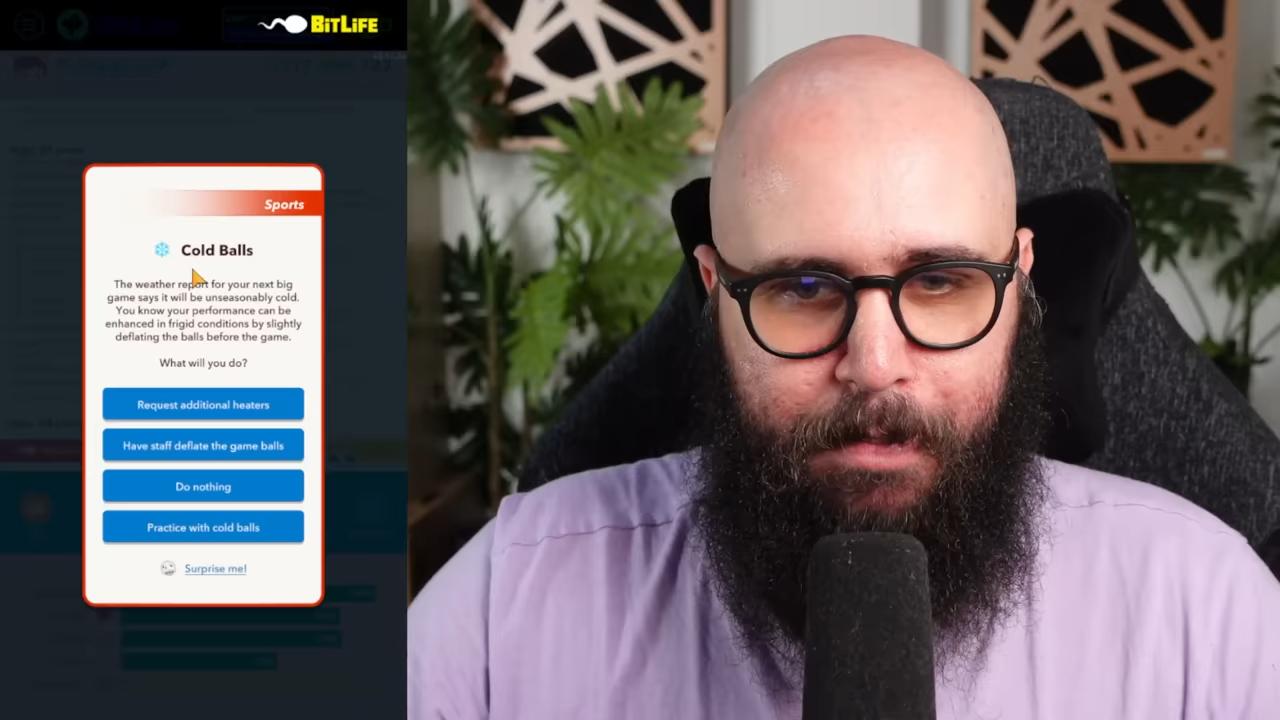 BITLIFE
Sports
Cold Balls
The weather report for your next big
game says it will be unseasonably cold.
You know your performance can be
enhanced in frigid conditions by slightly
deflating the balls before the game.
What will you do?
Request additional heaters
Have staff deflate the game balls
Do nothing
Practice with cold balls
Surprise me!